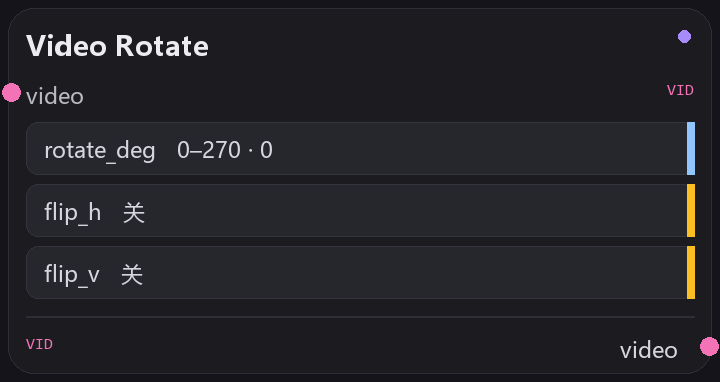 Video Rotate
video VID
rotate_deg 0–270 · 0
flip_h 关
flip_v 关
VID video